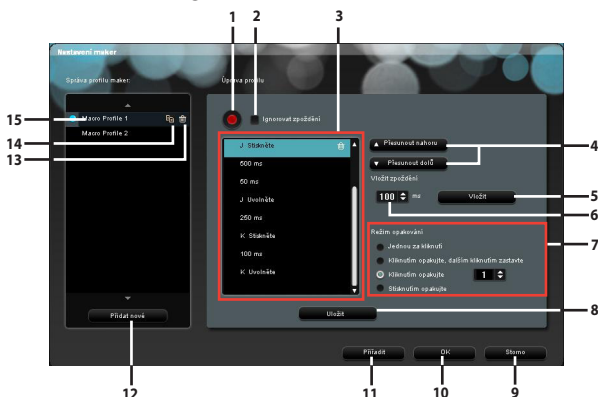 1 2 3
Nastavení maker
Správa profilu maker:
Úprava profilu
15
Macro Profile 1
14
Macro Profile 2
13
Ignorovat zpoždění
J Stiskněte
500 ms
50 ms
J Uvolněte
250 ms
K Stiskněte
100 ms
K Uvolněte
Přesunout nahoru
4
Přesunout dolů
Vložit zpoždění
100 ms
Vložit
5
6
Režim opakování
7
Jednou za kliknutí
Kliknutím opakujte, dalším kliknutím zastavte
Kliknutím opakujte 1
Stisknutím opakujte
Přidat nové
Uložit
8
Přiřadit
OK
Storno
12
11
10
9